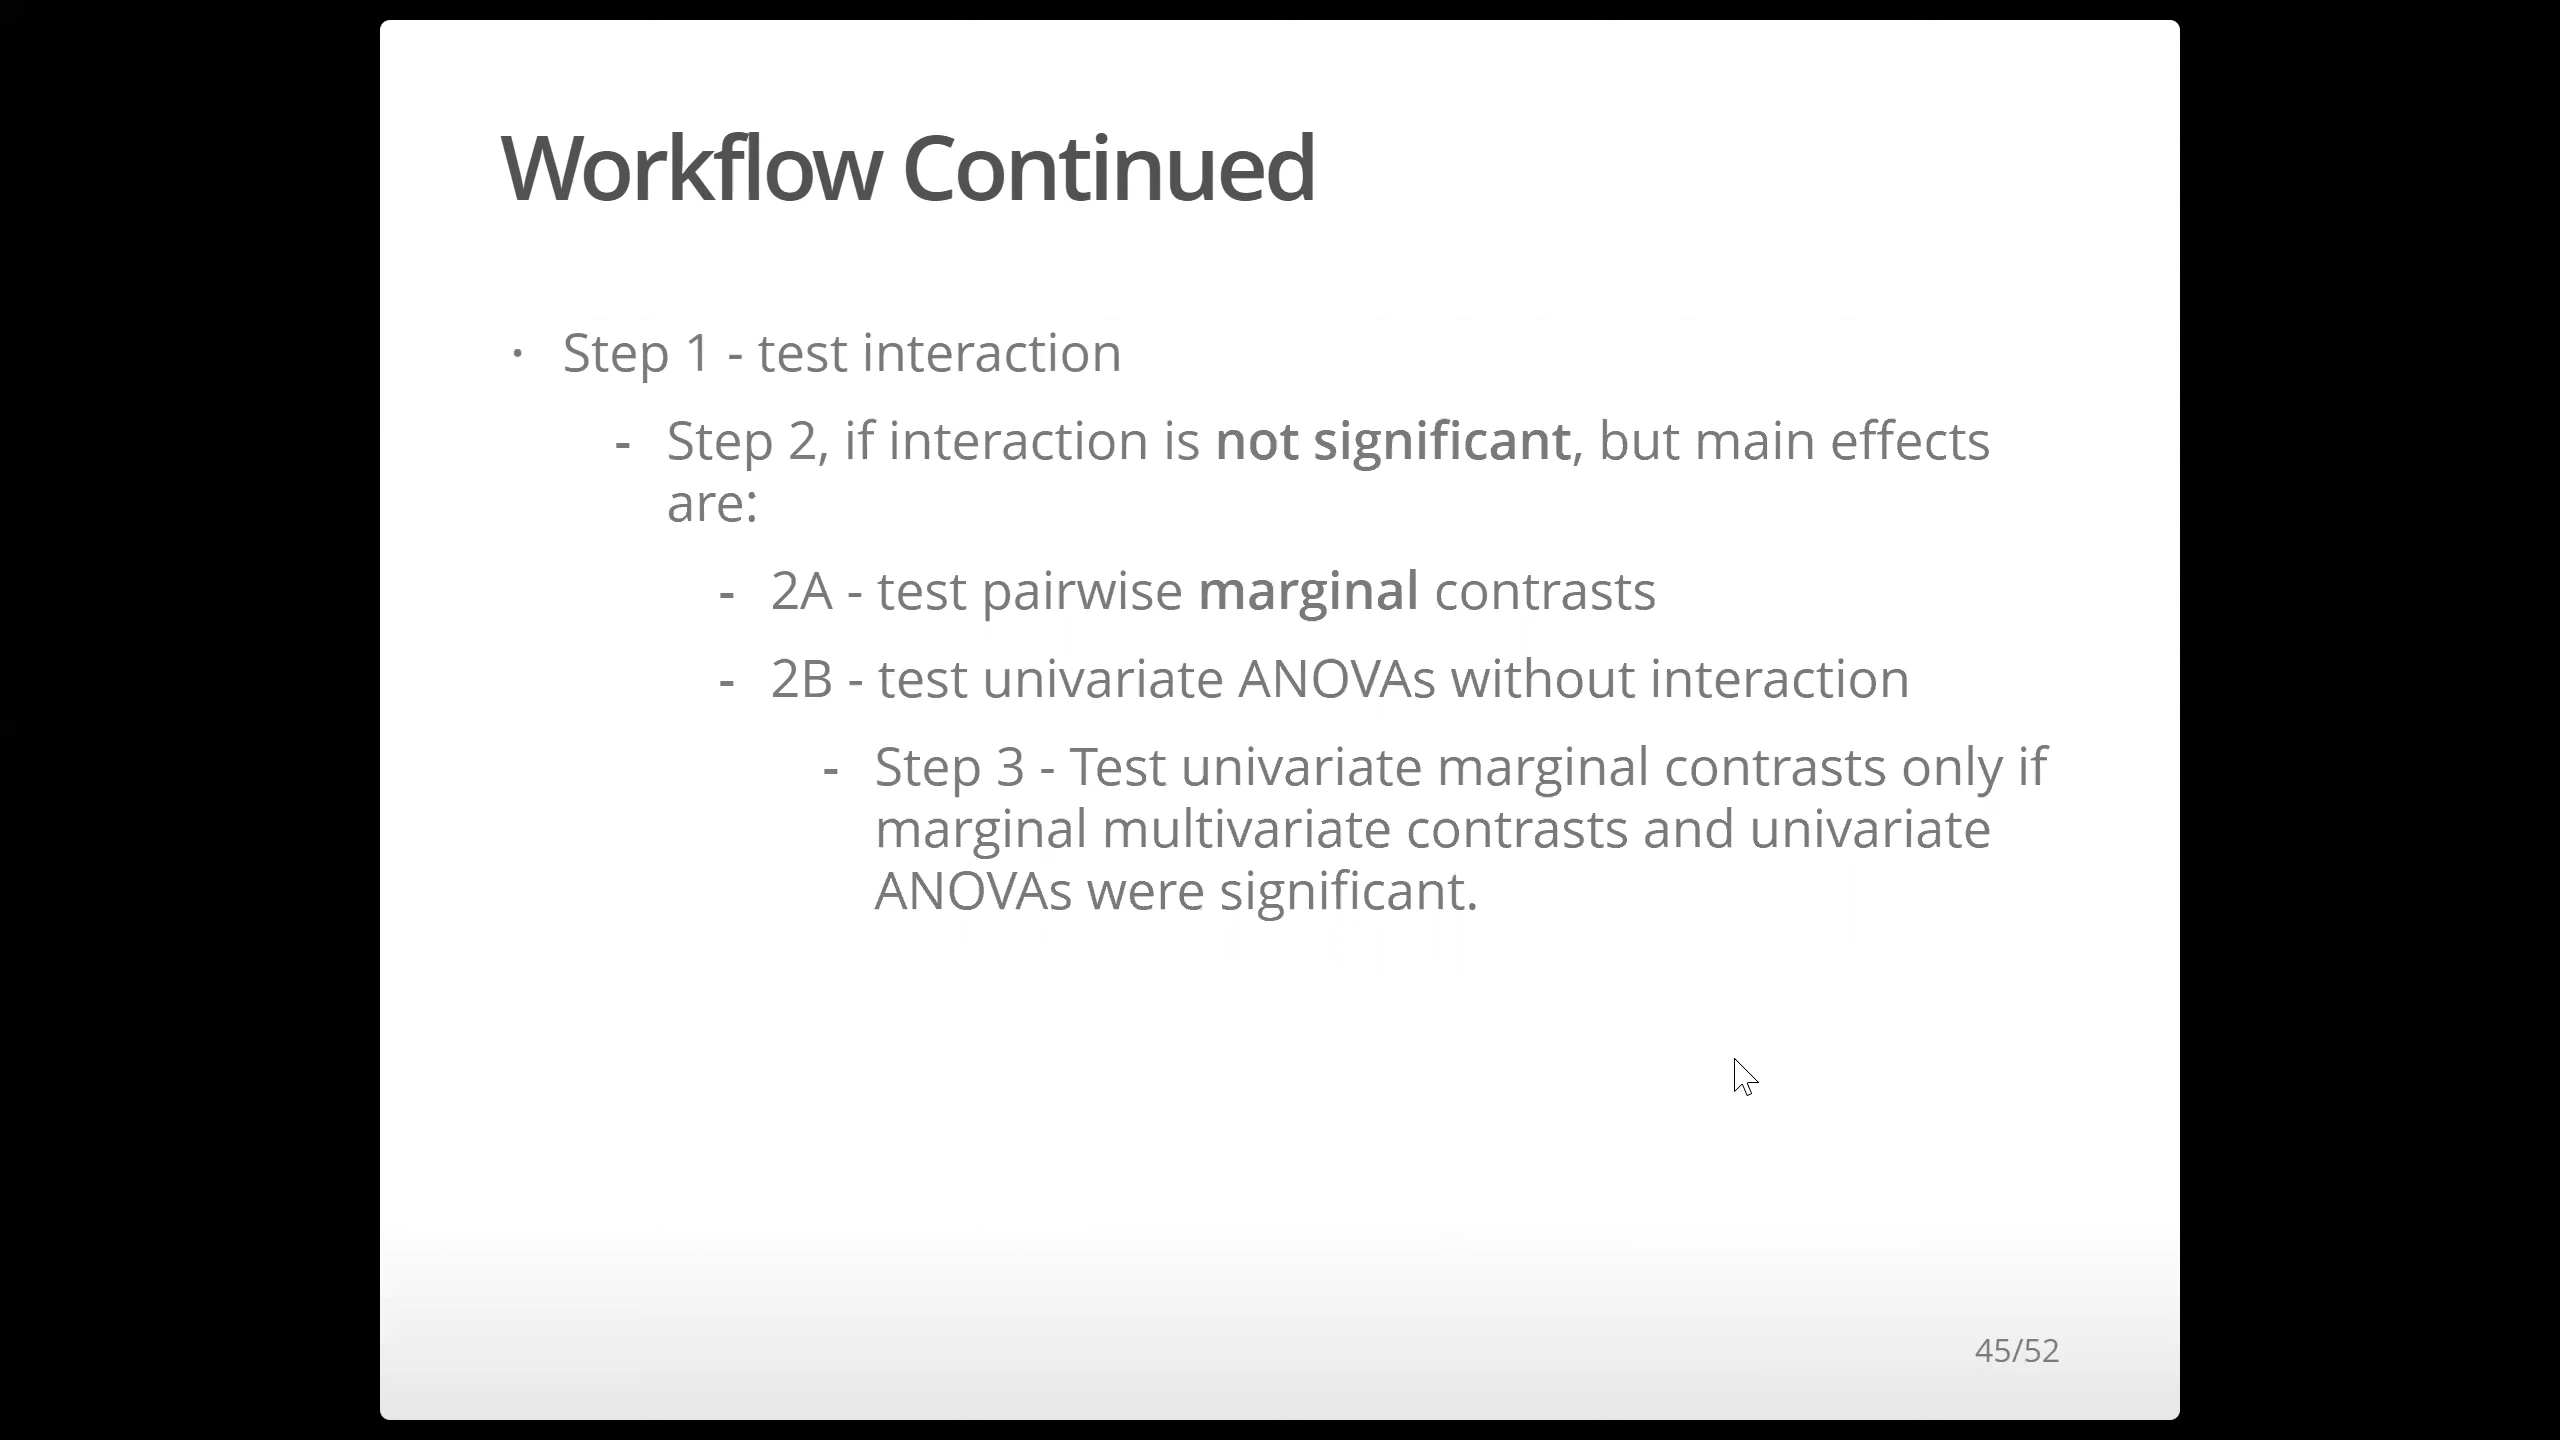 Workflow Continued
• Step 1 - test interaction
- Step 2, if interaction is not significant, but main effects
are:
- 2A - test pairwise marginal contrasts
- 2B - test univariate ANOVAs without interaction
- Step 3 - Test univariate marginal contrasts only if
marginal multivariate contrasts and univariate
ANOVAs were significant.
45/52